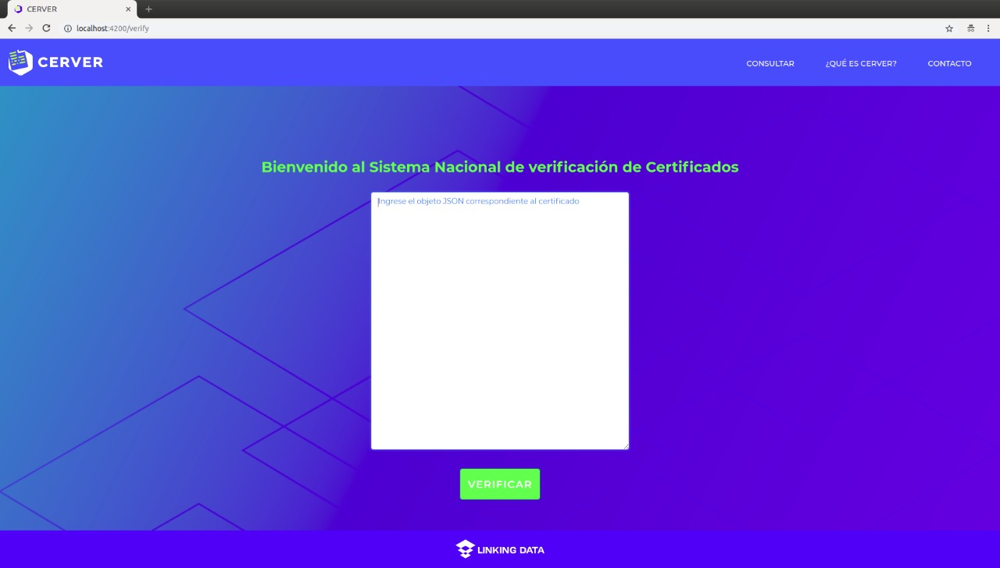 CERVER
localhost:4200/verify
CERVER
CONSULTAR
¿QUÉ ES CERVER?
CONTACTO
Bienvenido al Sistema Nacional de verificación de Certificados
Ingrese el objeto JSON correspondiente al certificado
VERIFICAR
LINKING DATA